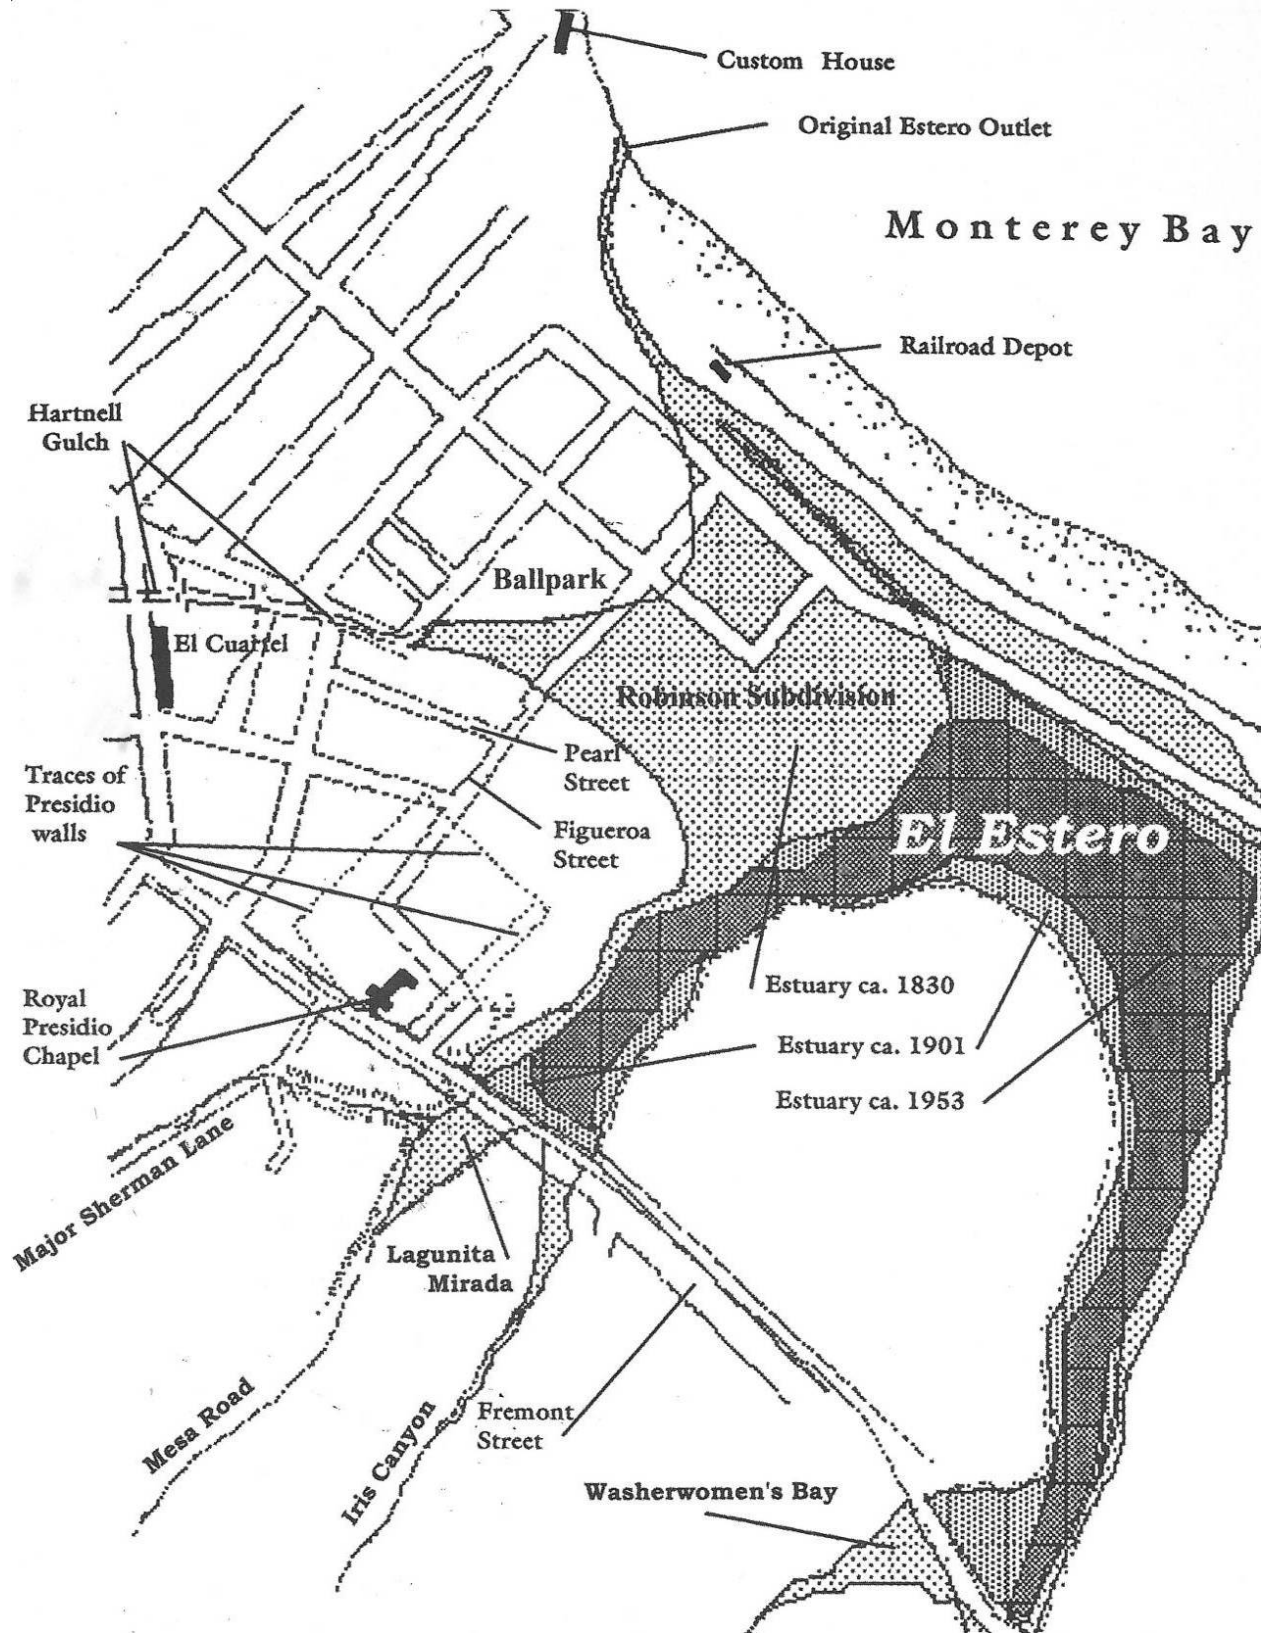 Custom House
Original Estero Outlet
Monterey Bay
Railroad Depot
Hartnell
Gulch
Ballpark
El Cuartel
Robinson Subdivision
Pearl
Street
Traces of
Presidio
walls
Figueroa
Street
El Estero
Estuary ca. 1830
Royal
Presidio
Chapel
Estuary ca. 1901
Estuary ca. 1953
Major Sherman Lane
Lagunita
Mirada
Mesa Road
Iris Canyon
Fremont
Street
Washerwomen's Bay